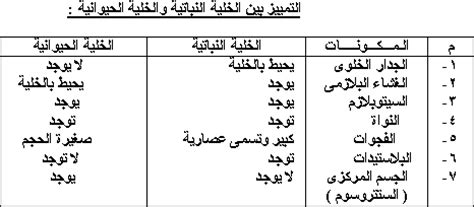 التمييز بين الخلية النباتية والخلية الحيوانية :
م المـكـونـــات الخلية النباتية الخلية الحيوانية
١- الجدار الخلوى يحيط بالخلية لا يوجد
٢- الغشاء البلازمى يوجد يحيط بالخلية
٣- السيتوبلازم يوجد يوجد
٤- النواة توجد توجد
٥- الفجوات كبير وتسمى عصارية صغيرة الحجم
٦- البلاستيدات توجد لا توجد
٧- الجسم المركزى لا يوجد يوجد
( السنتروسوم )